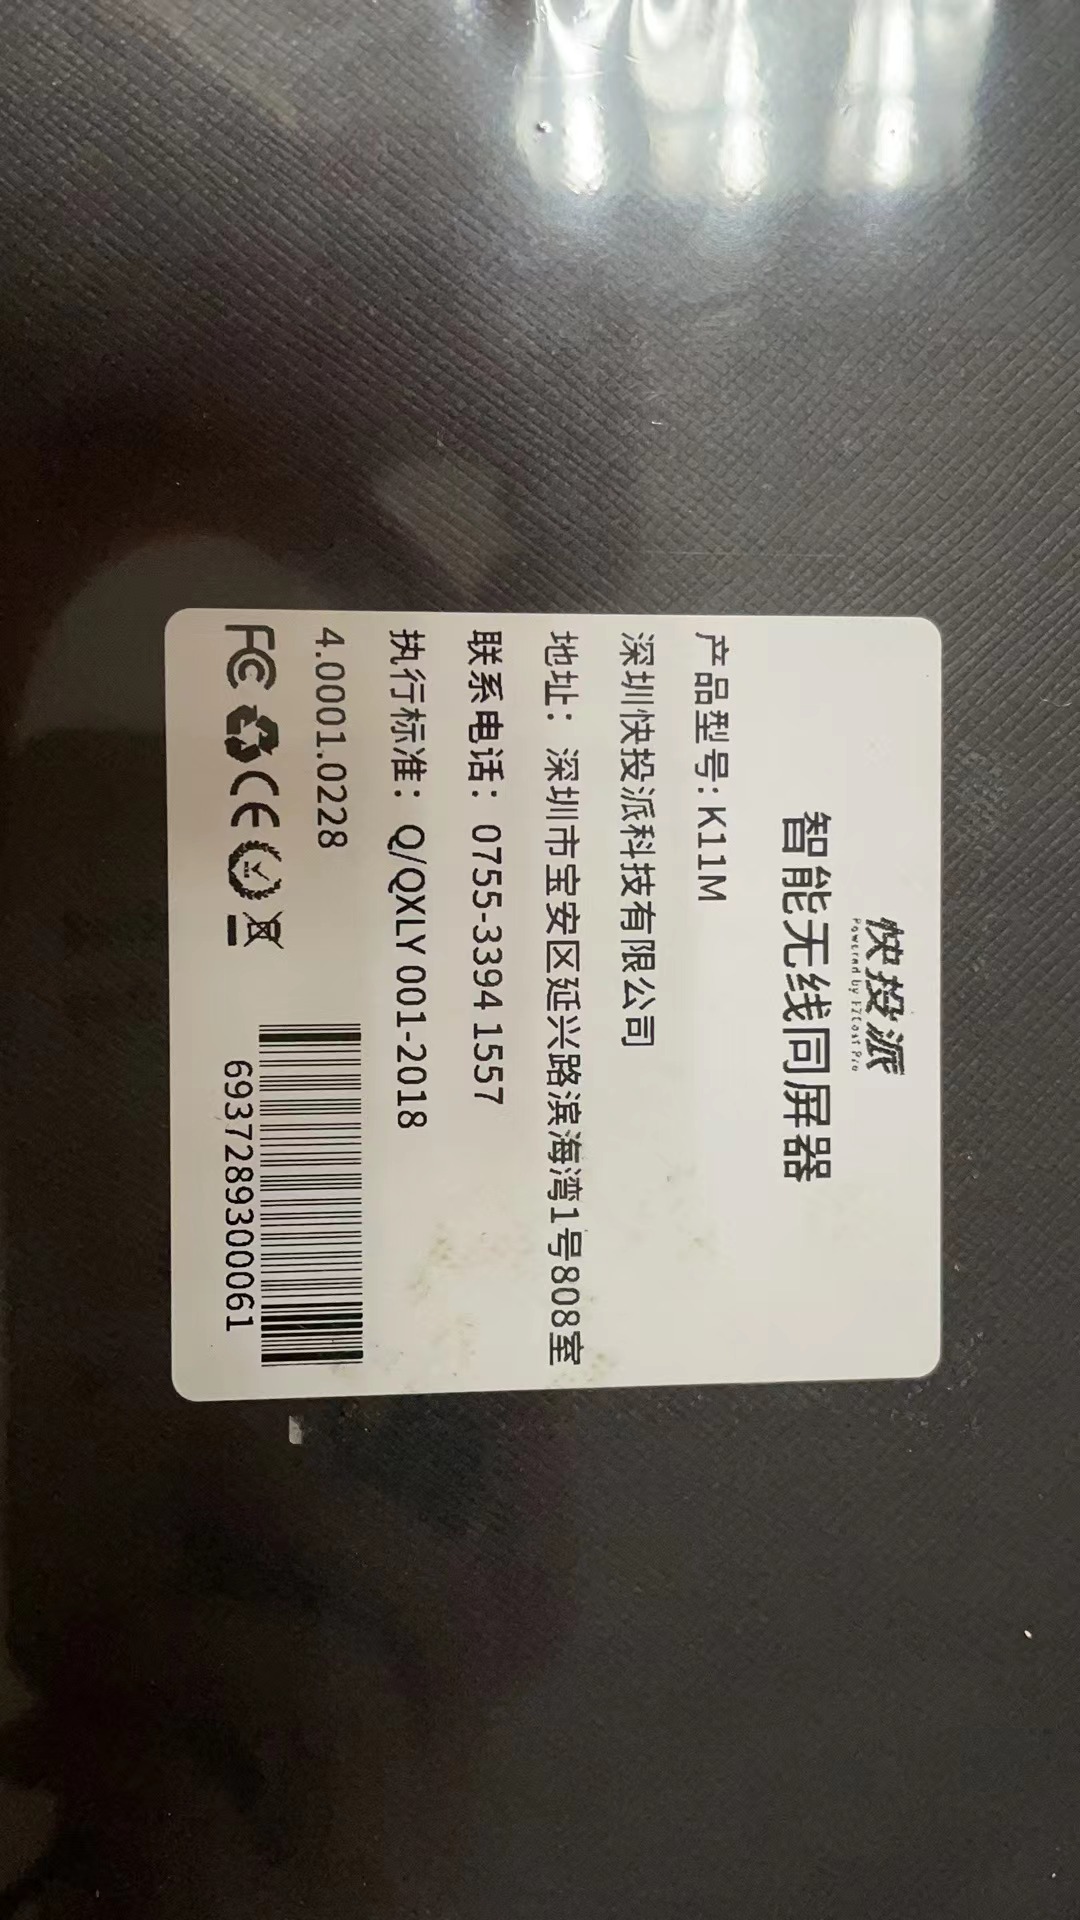 快投派
Powered by EZCast Pro
智能无线同屏器
产品型号:K11M
深圳快投派科技有限公司
地址：深圳市宝安区延兴路滨海湾1号808室
联系电话：0755-3394 1557
执行标准：Q/QXLY 001-2018
4.0001.0228
FC CE
6937289300061